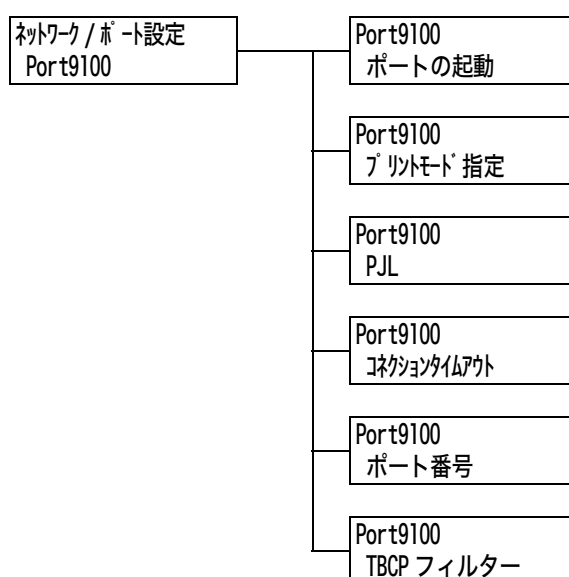 ﾈｯﾄﾜｰｸ / ﾎﾟｰﾄ設定
Port9100
Port9100
ポートの起動
Port9100
ﾌﾟﾘﾝﾄﾓｰﾄﾞ指定
Port9100
PJL
Port9100
ｺﾈｸｼｮﾝﾀｲﾑｱｳﾄ
Port9100
ポート番号
Port9100
TBCP フィルター